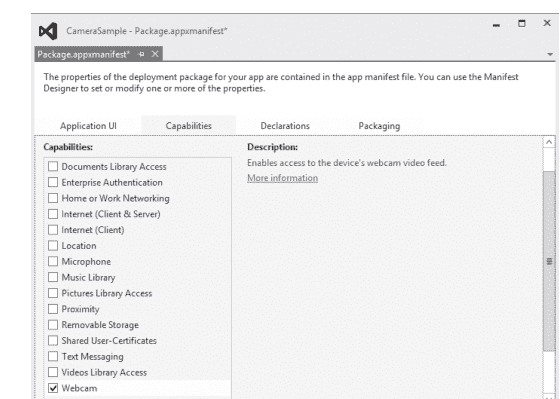 CameraSample - Package.appxmanifest*
Package.appxmanifest*
The properties of the deployment package for your app are contained in the app manifest file. You can use the Manifest
Designer to set or modify one or more of the properties.
Application UI Capabilities Declarations Packaging
Capabilities:
Documents Library Access
Enterprise Authentication
Home or Work Networking
Internet (Client & Server)
Internet (Client)
Location
Microphone
Music Library
Pictures Library Access
Proximity
Removable Storage
Shared User-Certificates
Text Messaging
Videos Library Access
Webcam
Description:
Enables access to the device's webcam video feed.
More information